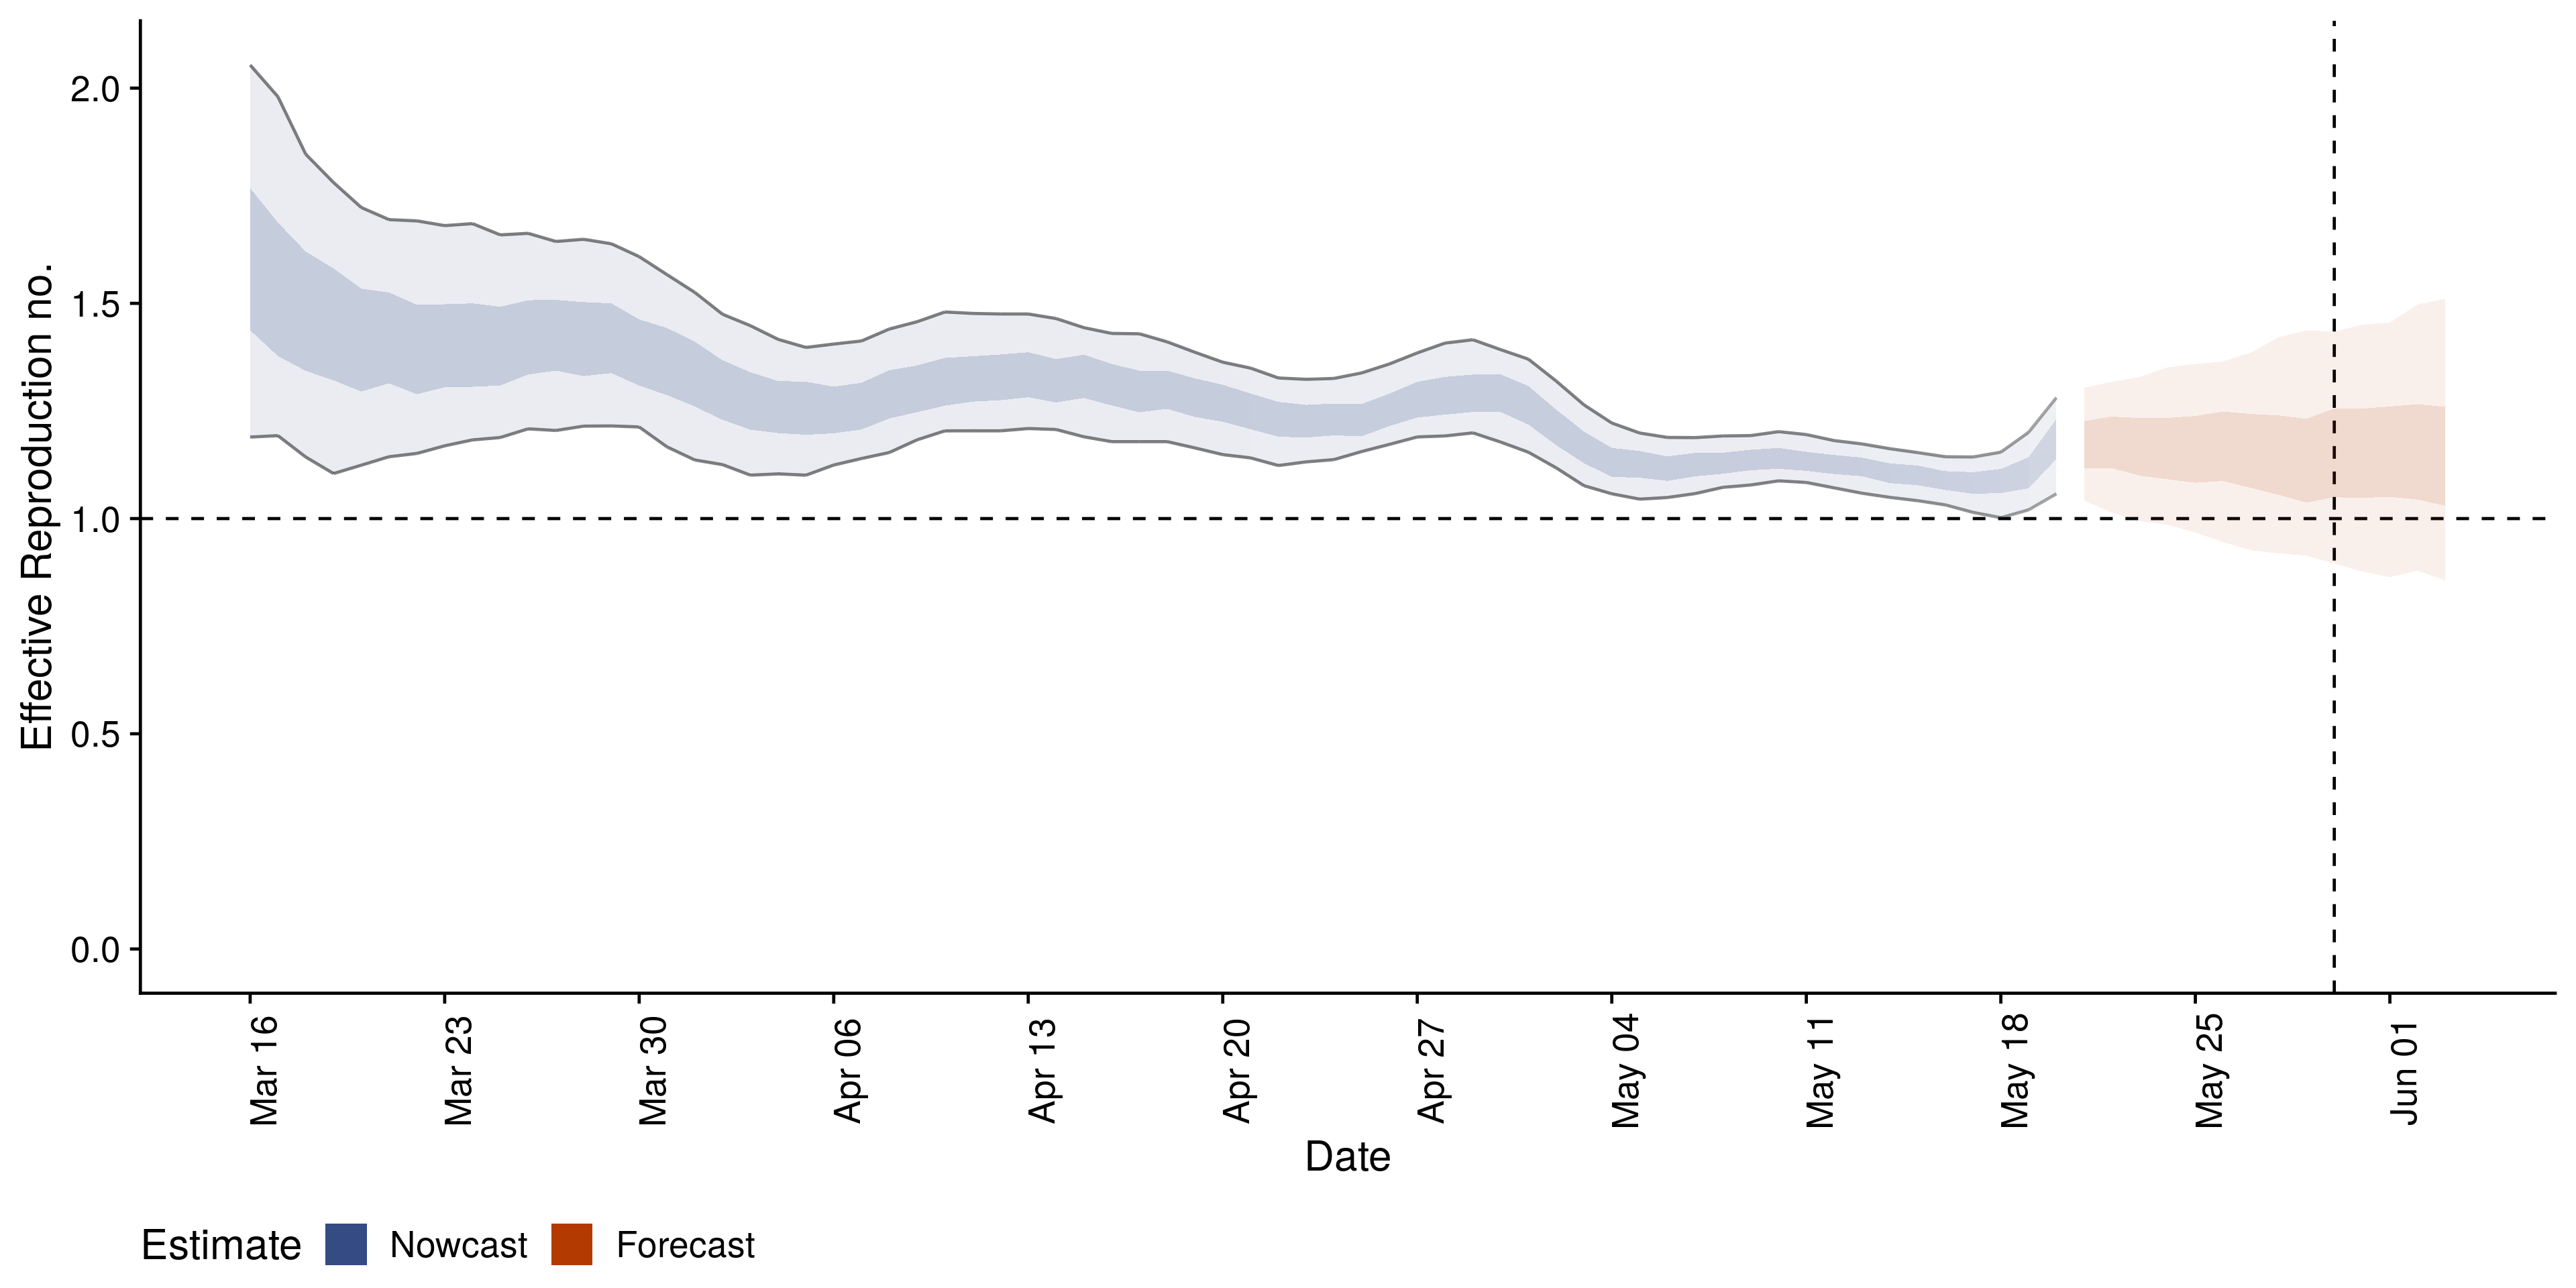 Effective Reproduction no.
2.0
1.5
1.0
0.5
0.0
Mar 16
Mar 23
Mar 30
Apr 06
Apr 13
Apr 20
Apr 27
May 04
May 11
May 18
May 25
Jun 01
Date
Estimate Nowcast Forecast